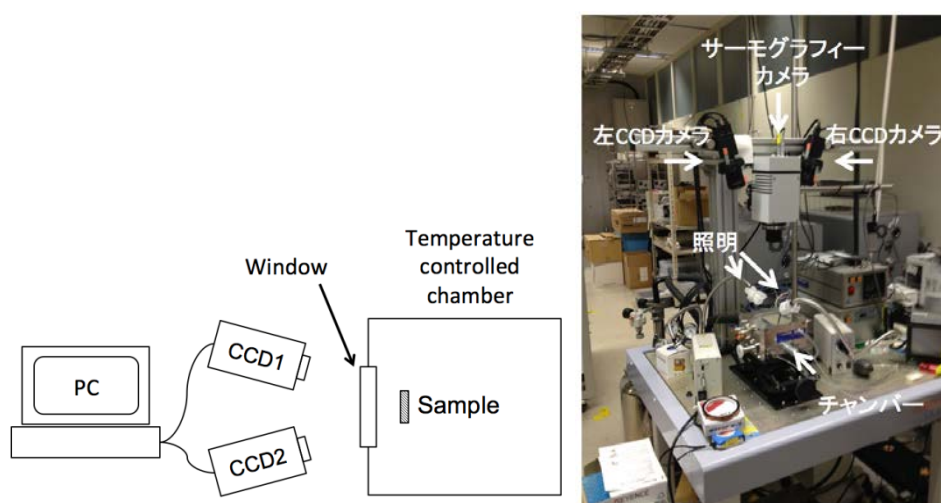 サーモグラフィー
カメラ
左CCDカメラ
右CCDカメラ
照明
チャンバー
Temperature
controlled
chamber
Window
CCD1
PC
Sample
CCD2